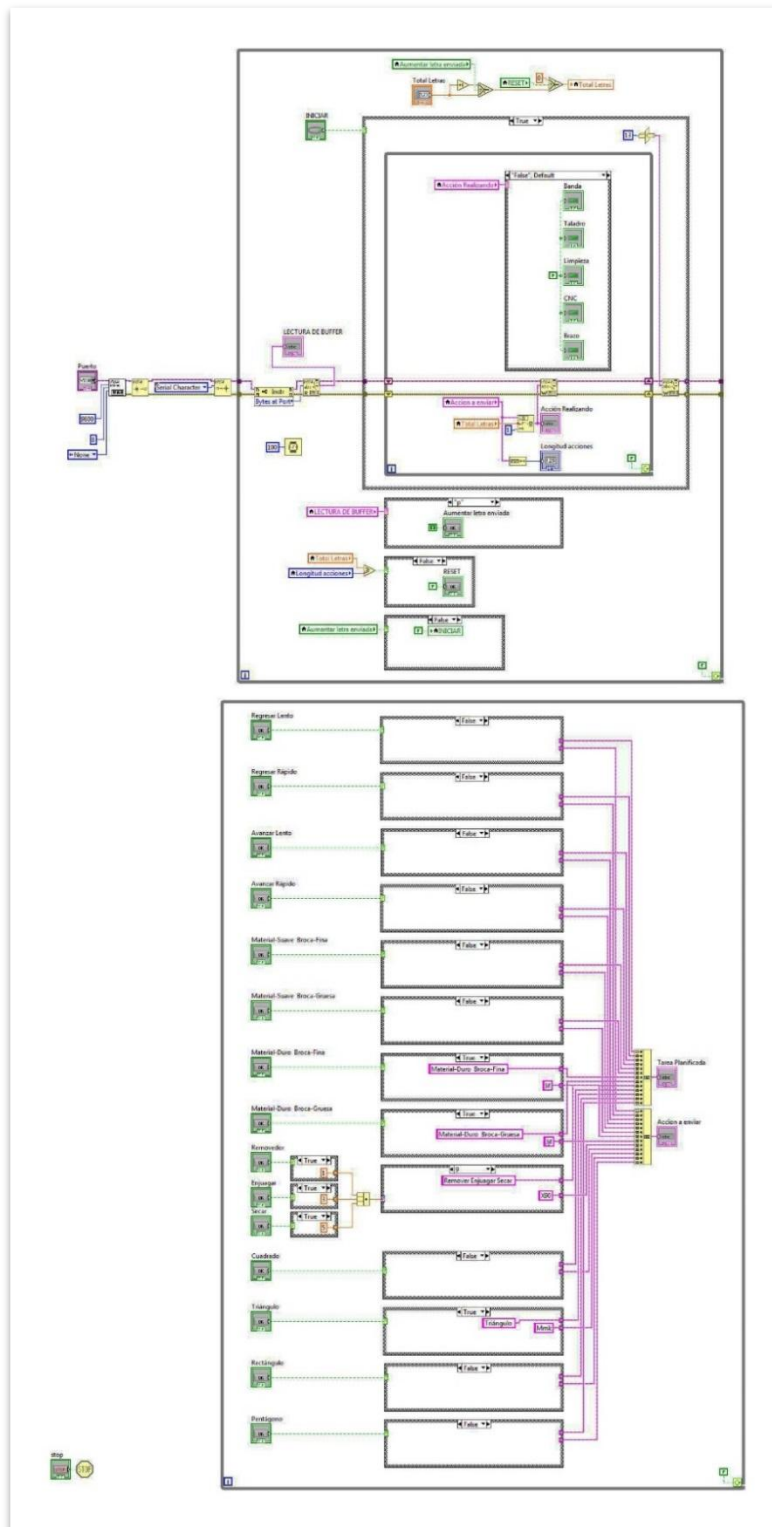 Aumentar letra enviada
Total Letras
RESET
Total Letras
INICIAR
True
Acción Realizando
"False", Default
Banda
Taladro
Limpieza
CNC
LECTURA DE BUFFER
Puerto
Serial Character
Instr
Bytes at Port
9600
None
100
Acción a enviar
Total Letras
Acción Realizando
Longitud acciones
LECTURA DE BUFFER
"p"
Aumentar letra enviada
Total Letras
Longitud acciones
False
RESET
Aumentar letra enviada
False
INICIAR
Regresar Lento
False
Regresar Rápido
False
Avanzar Lento
False
Avanzar Rápido
False
Material-Suave Broca-Fina
False
Material-Suave Broca-Gruesa
False
Material-Duro Broca-Fina
True
Material-Duro Broca-Fina
Material-Duro Broca-Gruesa
True
Material-Duro Broca-Gruesa
Tarea Planificada
Acción a enviar
Removedor
True
Enjuagar
True
Secar
True
Remover Enjuagar Secar
Cuadrado
False
Triángulo
True
Triángulo
Rectángulo
False
Pentágono
False
stop
STOP